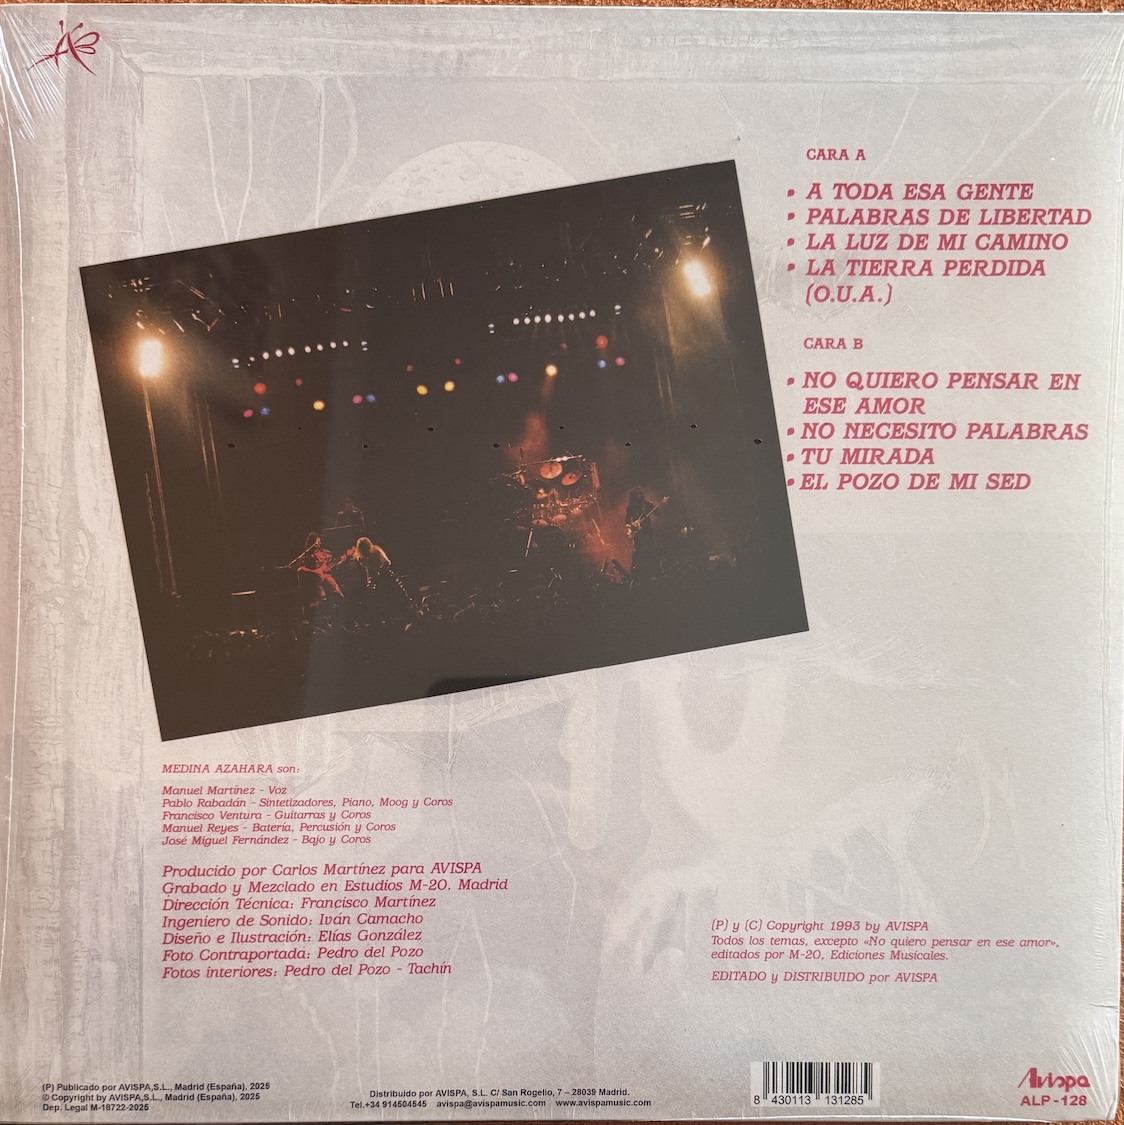 CARA A
• A TODA ESA GENTE
• PALABRAS DE LIBERTAD
• LA LUZ DE MI CAMINO
• LA TIERRA PERDIDA
(O.U.A.)
CARA B
• NO QUIERO PENSAR EN
ESE AMOR
• NO NECESITO PALABRAS
• TU MIRADA
• EL POZO DE MI SED
MEDINA AZAHARA son:
Manuel Martínez - Voz
Pablo Rabadán - Sintetizadores, Piano, Moog y Coros
Francisco Ventura - Guitarras y Coros
Manuel Reyes - Batería, Percusión y Coros
José Miguel Fernández - Bajo y Coros
Producido por Carlos Martínez para AVISPA
Grabado y Mezclado en Estudios M-20. Madrid
Dirección Técnica: Francisco Martínez
Ingeniero de Sonido: Iván Camacho
Diseño e Ilustración: Elías González
Foto Contraportada: Pedro del Pozo
Fotos interiores: Pedro del Pozo - Tachín
(P) y (C) Copyright 1993 by AVISPA
Todos los temas, excepto «No quiero pensar en ese amor»,
editados por M-20, Ediciones Musicales.
EDITADO y DISTRIBUIDO por AVISPA
(P) Publicado por AVISPA,S.L., Madrid (España), 2025
© Copyright by AVISPA,S.L., Madrid (España), 2025
Dep. Legal M-18722-2025
Distribuido por AVISPA, S.L. C/ San Rogelio, 7 – 28039 Madrid.
Tel.+34 914504545 avispa@avispamusic.com www.avispamusic.com
8 430113 131285
Avispa
ALP-128